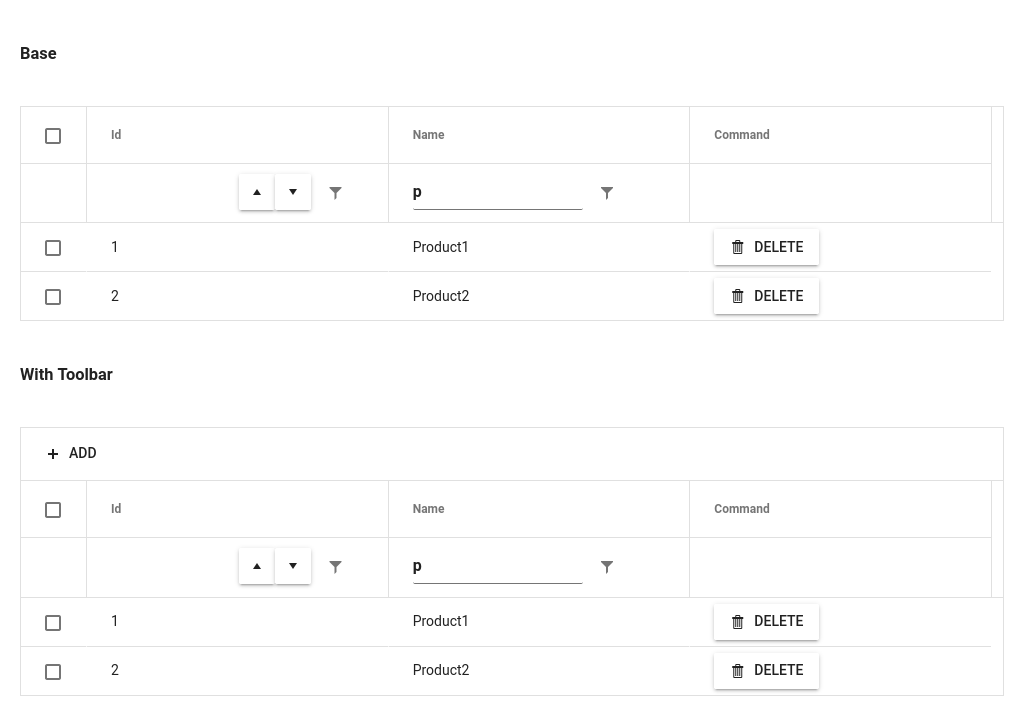 Base
Id Name Command
p
1 Product1 DELETE
2 Product2 DELETE
With Toolbar
ADD
Id Name Command
p
1 Product1 DELETE
2 Product2 DELETE